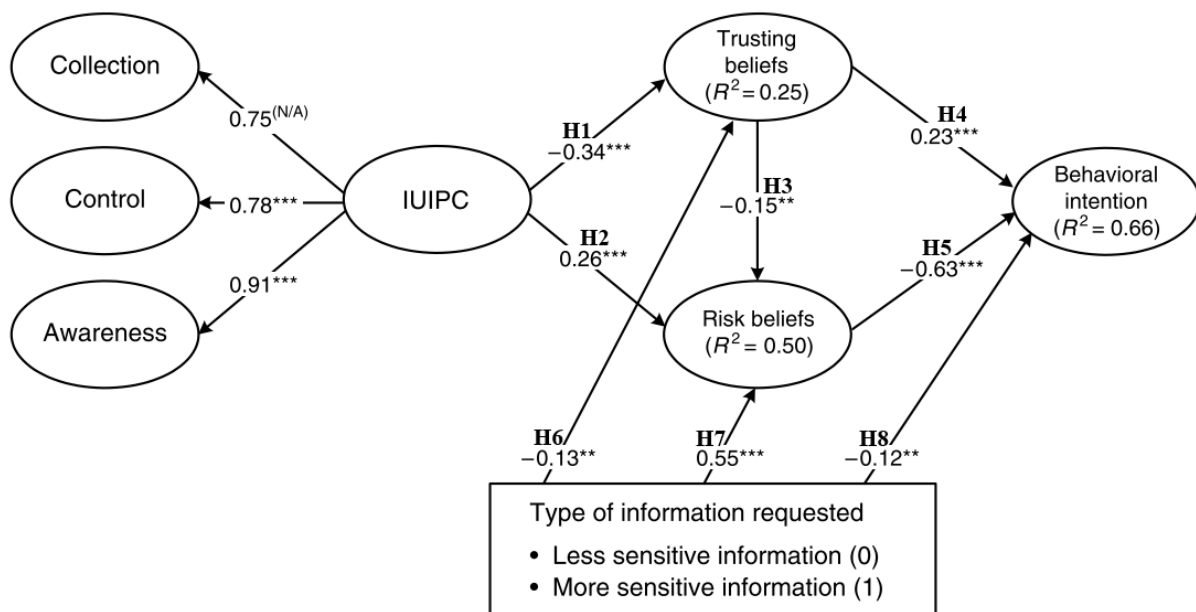 Collection
Control
Awareness
0.75(N/A)
0.78***
0.91***
IUIPC
H1
−0.34***
H2
0.26***
Trusting
beliefs
(R² = 0.25)
H3
−0.15**
Risk beliefs
(R² = 0.50)
H4
0.23***
H5
−0.63***
Behavioral
intention
(R² = 0.66)
H6
−0.13**
H7
0.55***
H8
−0.12**
Type of information requested
• Less sensitive information (0)
• More sensitive information (1)